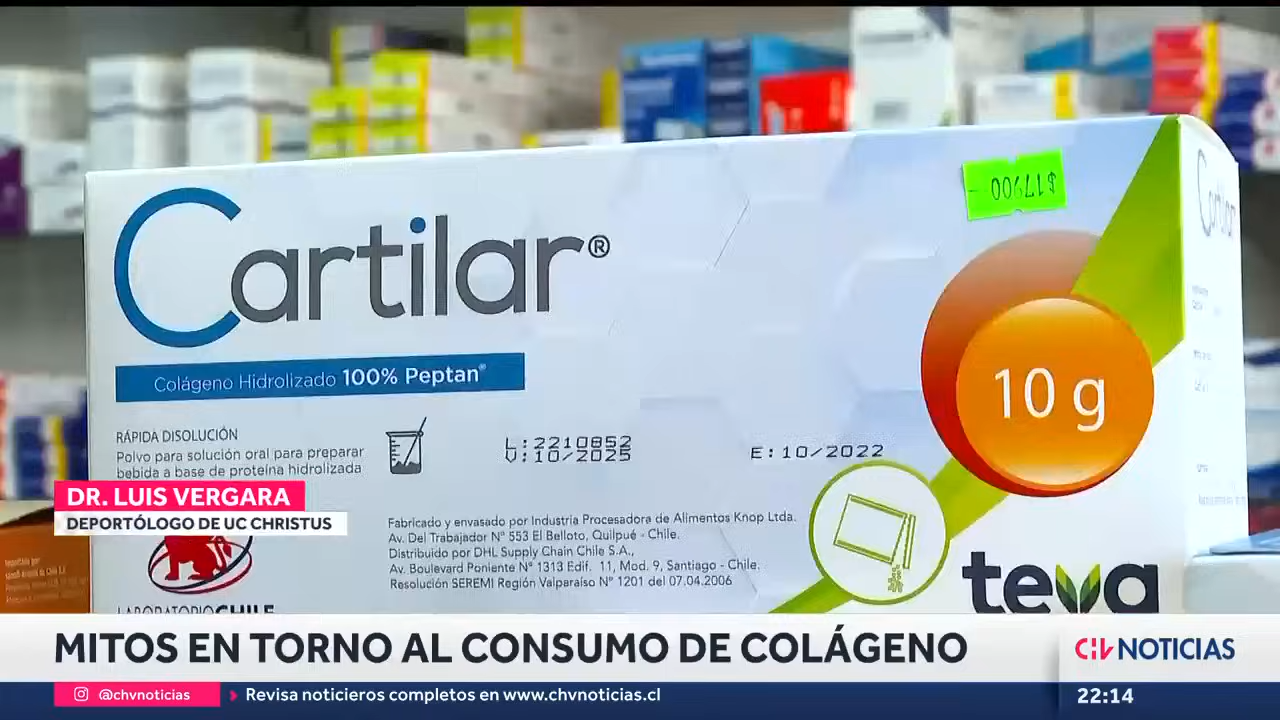 Cartilar®
Colágeno Hidrolizado 100% Peptan®
RÁPIDA DISOLUCIÓN
Polvo para solución oral para preparar
bebida a base de proteína hidrolizada
L:2210852
V:10/2025
E:10/2022
$17900
10 g
Cartilar
Fabricado y envasado por Industria Procesadora de Alimentos Knop Ltda.
Av. Del Trabajador N° 553 El Belloto, Quilpué - Chile.
Distribuido por DHL Supply Chain Chile S.A.,
Av. Boulevard Poniente N° 1313 Edif. 11, Mod. 9, Santiago - Chile.
Resolución SEREMI Región Valparaíso N° 1201 del 07.04.2006
LABORATORIO CHILE
teva
DR. LUIS VERGARA
DEPORTÓLOGO DE UC CHRISTUS
MITOS EN TORNO AL CONSUMO DE COLÁGENO
CHV NOTICIAS
@chvnoticias
Revisa noticieros completos en www.chvnoticias.cl
22:14